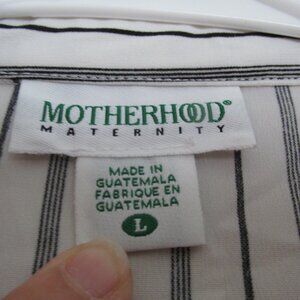 MOTHERHOOD®
MATERNITY
MADE IN
GUATEMALA
FABRIQUE EN
GUATEMALA
L